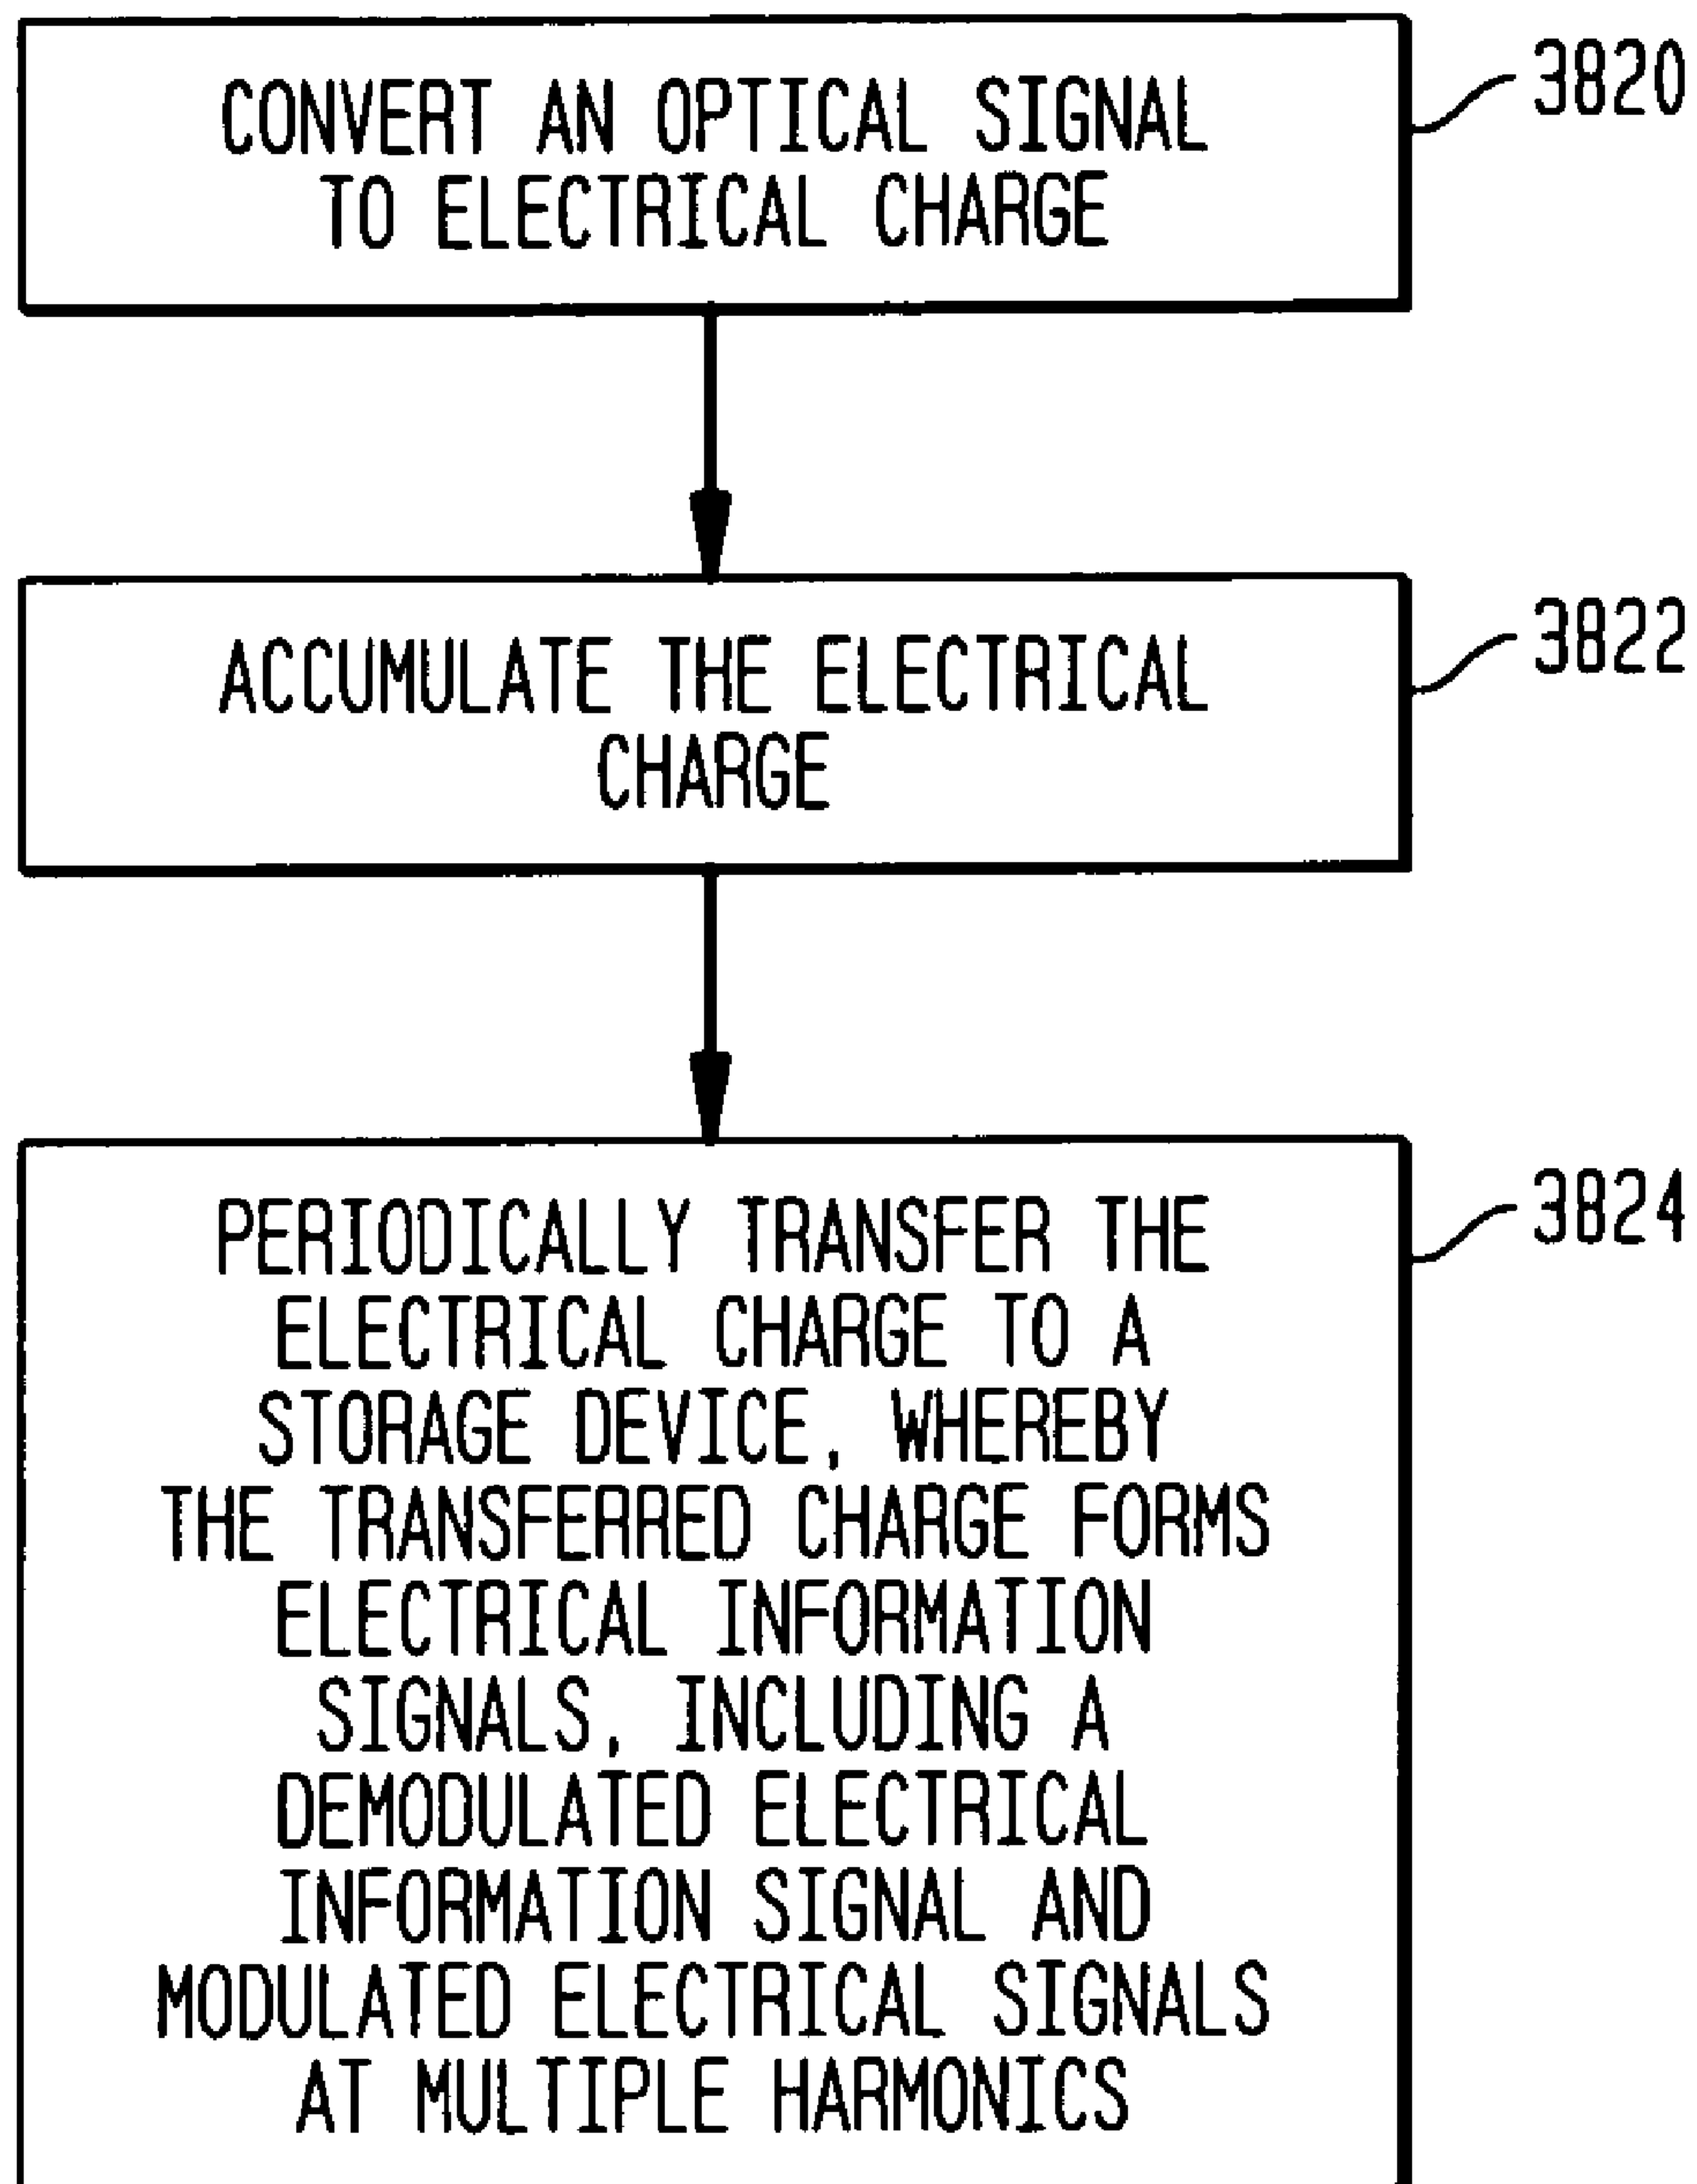 CONVERT AN OPTICAL SIGNAL
TO ELECTRICAL CHARGE
3820
ACCUMULATE THE ELECTRICAL
CHARGE
3822
PERIODICALLY TRANSFER THE
ELECTRICAL CHARGE TO A
STORAGE DEVICE, WHEREBY
THE TRANSFERRED CHARGE FORMS
ELECTRICAL INFORMATION
SIGNALS, INCLUDING A
DEMODULATED ELECTRICAL
INFORMATION SIGNAL AND
MODULATED ELECTRICAL SIGNALS
AT MULTIPLE HARMONICS
3824